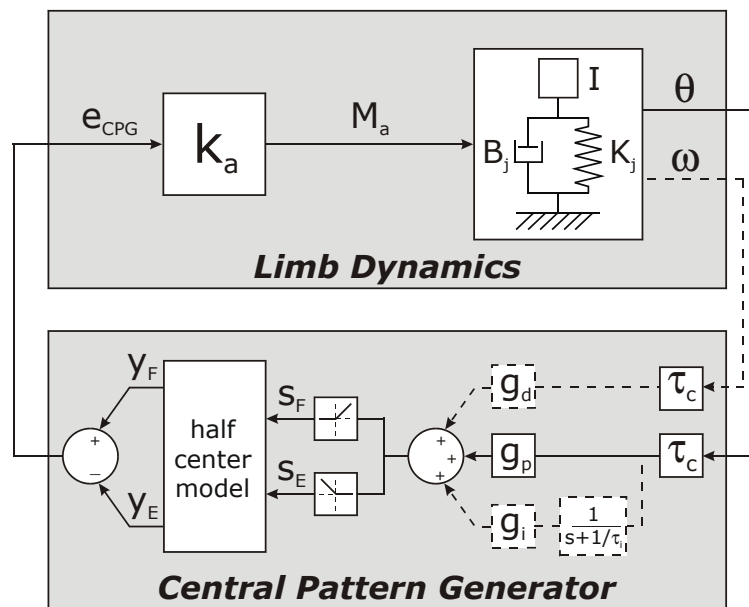 e_CPG
k_a
M_a
I
B_j
K_j
θ
ω
Limb Dynamics
y_F
y_E
+
−
half
center
model
s_F
s_E
+
+
+
g_d
g_p
g_i
1
s+1/τ_i
τ_c
τ_c
Central Pattern Generator